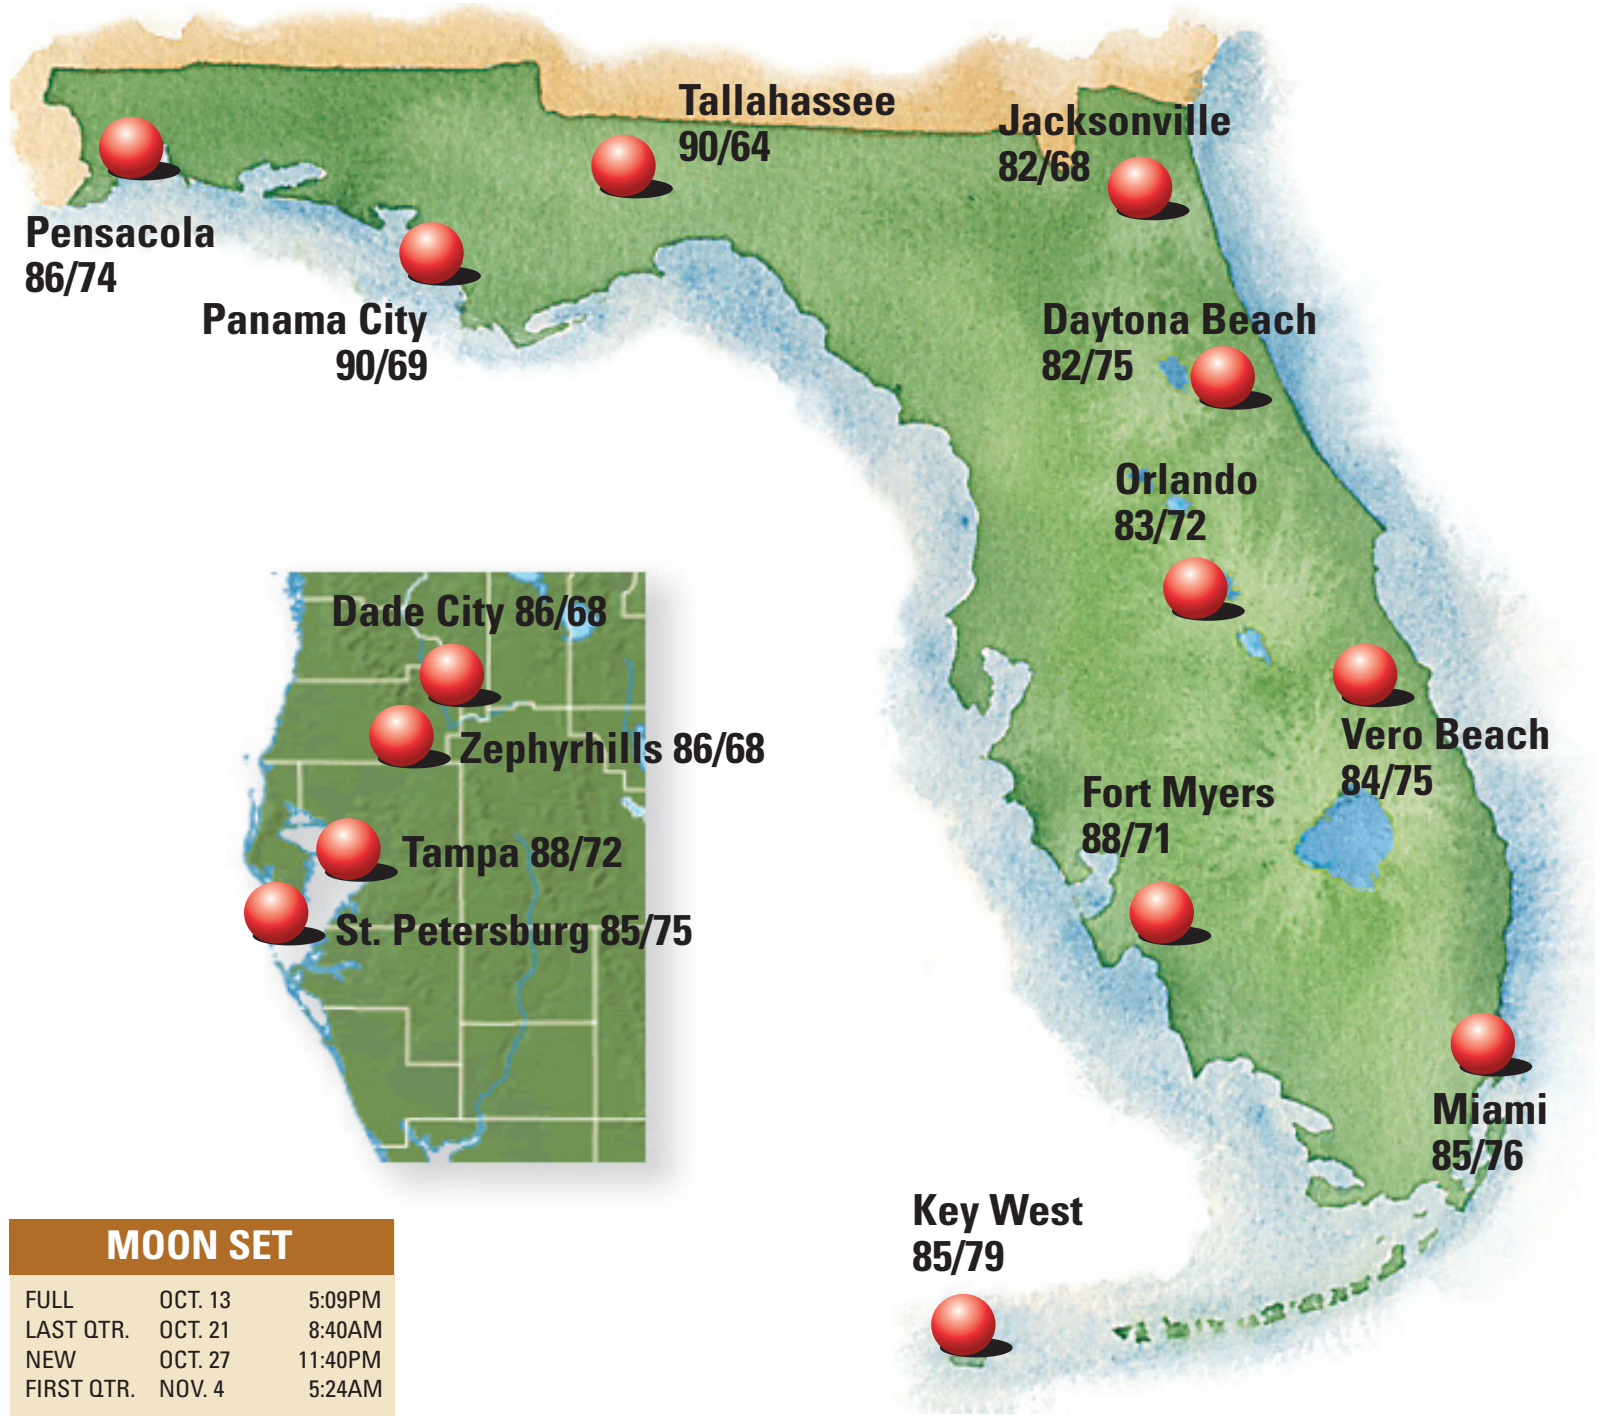 Tallahassee
90/64
Jacksonville
82/68
Pensacola
86/74
Panama City
90/69
Daytona Beach
82/75
Orlando
83/72
Dade City 86/68
Zephyrhills 86/68
Tampa 88/72
St. Petersburg 85/75
Vero Beach
84/75
Fort Myers
88/71
Miami
85/76
Key West
85/79
MOON SET
FULL OCT. 13 5:09PM
LAST QTR. OCT. 21 8:40AM
NEW OCT. 27 11:40PM
FIRST QTR. NOV. 4 5:24AM